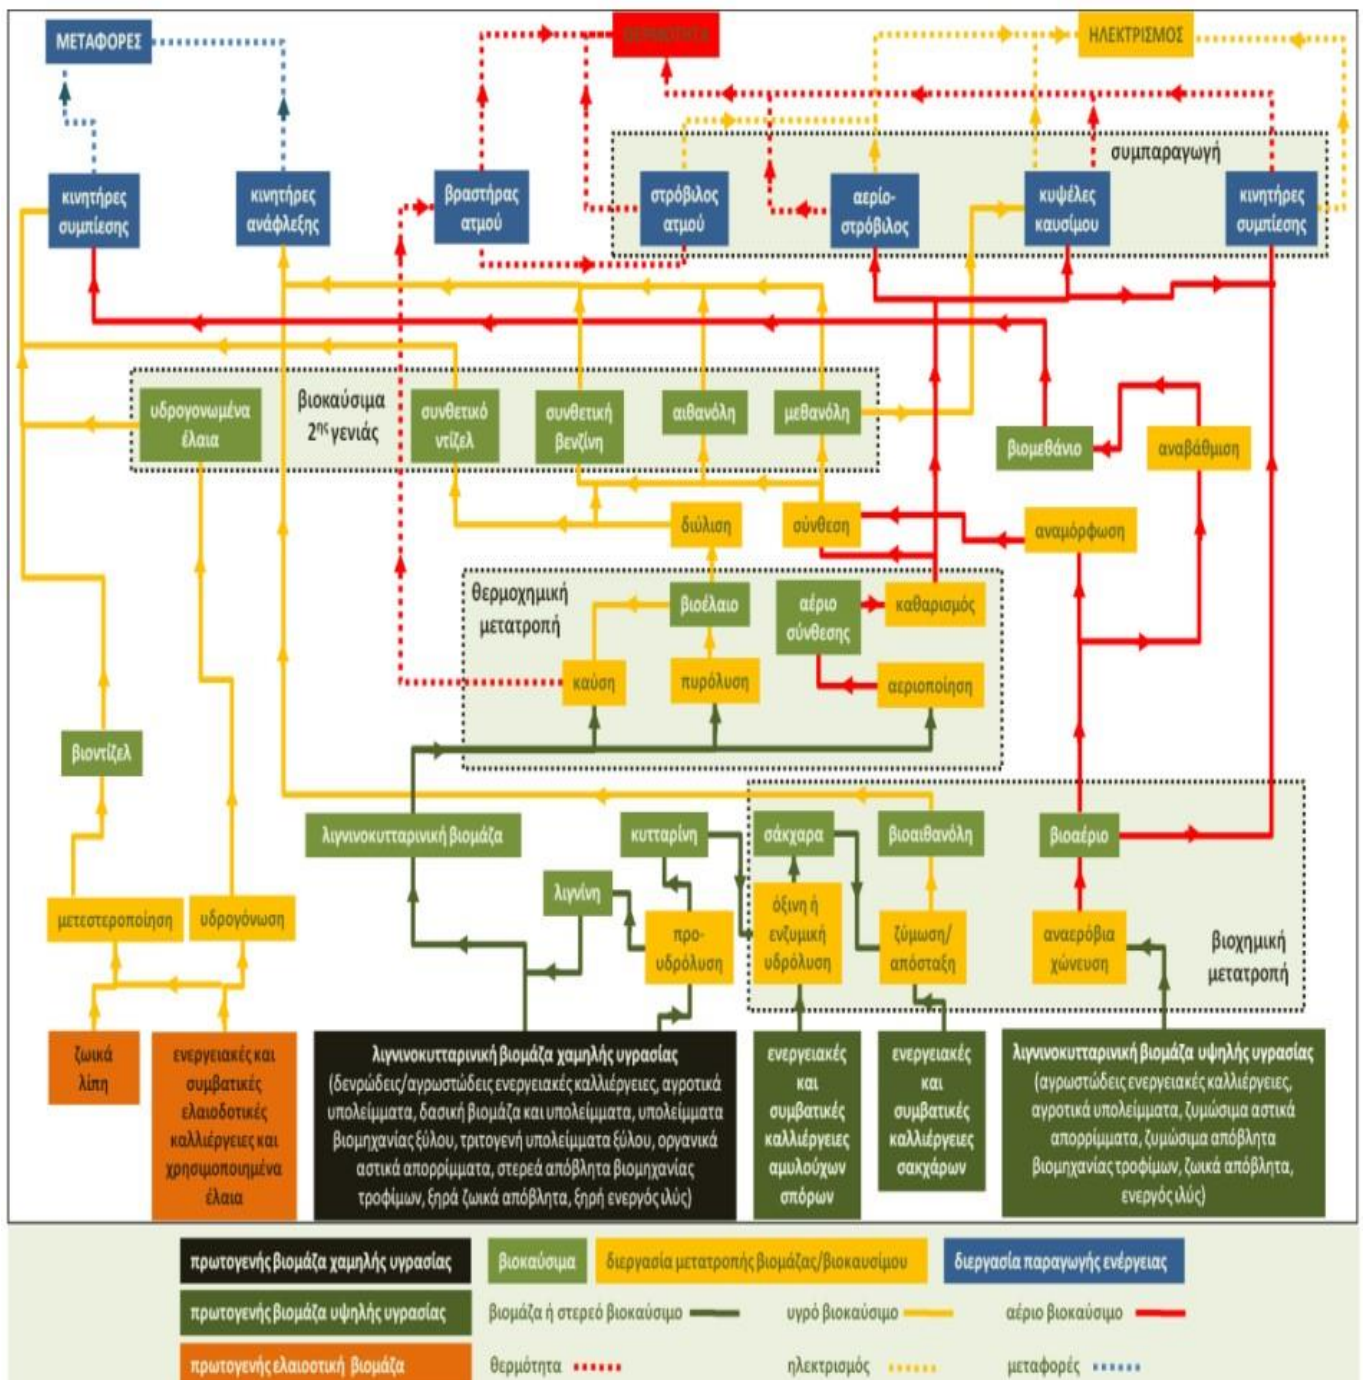 ΜΕΤΑΦΟΡΕΣ
ΘΕΡΜΟΤΗΤΑ
ΗΛΕΚΤΡΙΣΜΟΣ
συμπαραγωγή
κινητήρες
συμπίεσης
κινητήρες
ανάφλεξης
βραστήρας
ατμού
στρόβιλος
ατμού
αερίο-
στρόβιλος
κυψέλες
καυσίμου
κινητήρες
συμπίεσης
υδρογονωμένα
έλαια
βιοκαύσιμα
2ης γενιάς
συνθετικό
ντίζελ
συνθετική
βενζίνη
αιθανόλη
μεθανόλη
βιομεθάνιο
αναβάθμιση
διύλιση
σύνθεση
αναμόρφωση
θερμοχημική
μετατροπή
βιοέλαιο
αέριο
σύνθεσης
καθαρισμός
καύση
πυρόλυση
αεριοποίηση
βιοντίζελ
λιγνινοκυτταρινική βιομάζα
κυτταρίνη
σάκχαρα
βιοαιθανόλη
βιοαέριο
λιγνίνη
μετεστεροποίηση
υδρογόνωση
προ-
υδρόλυση
όξινη ή
ενζυμική
υδρόλυση
ζύμωση/
απόσταξη
αναερόβια
χώνευση
βιοχημική
μετατροπή
ζωικά
λίπη
ενεργειακές και
συμβατικές
ελαιοδοτικές
καλλιέργειες και
χρησιμοποιημένα
έλαια
λιγνινοκυτταρινική βιομάζα χαμηλής υγρασίας
(δενρώδεις/αγρωστώδεις ενεργειακές καλλιέργειες, αγροτικά
υπολείμματα, δασική βιομάζα και υπολείμματα, υπολείμματα
βιομηχανίας ξύλου, τριτογενή υπολείμματα ξύλου, οργανικά
αστικά απορρίμματα, στερεά απόβλητα βιομηχανίας
τροφίμων, ξηρά ζωικά απόβλητα, ξηρή ενεργός ιλύς)
ενεργειακές
και
συμβατικές
καλλιέργειες
αμυλούχων
σπόρων
ενεργειακές
και
συμβατικές
καλλιέργειες
σακχάρων
λιγνινοκυτταρινική βιομάζα υψηλής υγρασίας
(αγρωστώδεις ενεργειακές καλλιέργειες,
αγροτικά υπολείμματα, ζυμώσιμα αστικά
απορρίμματα, ζυμώσιμα απόβλητα
βιομηχανίας τροφίμων, ζωικά απόβλητα,
ενεργός ιλύς)
πρωτογενής βιομάζα χαμηλής υγρασίας
βιοκαύσιμα
διεργασία μετατροπής βιομάζας/βιοκαυσίμου
διεργασία παραγωγής ενέργειας
πρωτογενής βιομάζα υψηλής υγρασίας
βιομάζα ή στερεό βιοκαύσιμο
υγρό βιοκαύσιμο
αέριο βιοκαύσιμο
πρωτογενής ελαιοοτική βιομάζα
θερμότητα
ηλεκτρισμός
μεταφορές